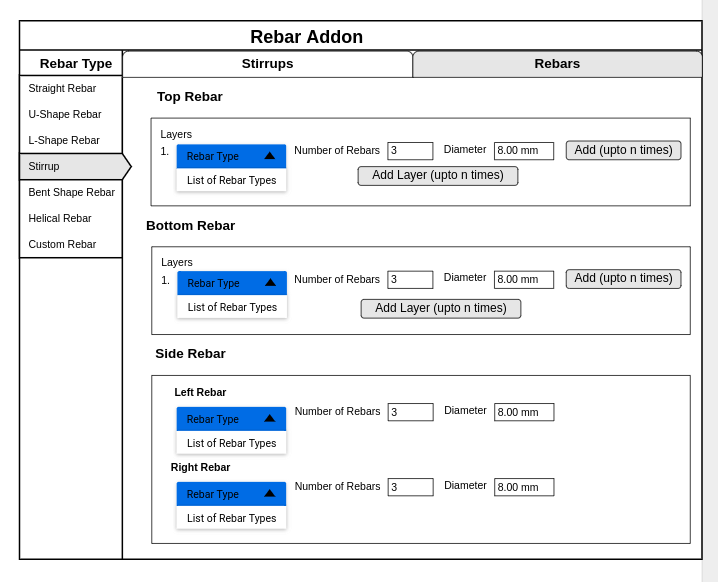 Rebar Addon
Rebar Type
Stirrups
Rebars
Straight Rebar
U-Shape Rebar
L-Shape Rebar
Stirrup
Bent Shape Rebar
Helical Rebar
Custom Rebar
Top Rebar
Layers
1. Rebar Type Number of Rebars 3 Diameter 8.00 mm Add (upto n times)
List of Rebar Types Add Layer (upto n times)
Bottom Rebar
Layers
1. Rebar Type Number of Rebars 3 Diameter 8.00 mm Add (upto n times)
List of Rebar Types Add Layer (upto n times)
Side Rebar
Left Rebar
Rebar Type Number of Rebars 3 Diameter 8.00 mm
List of Rebar Types
Right Rebar
Rebar Type Number of Rebars 3 Diameter 8.00 mm
List of Rebar Types